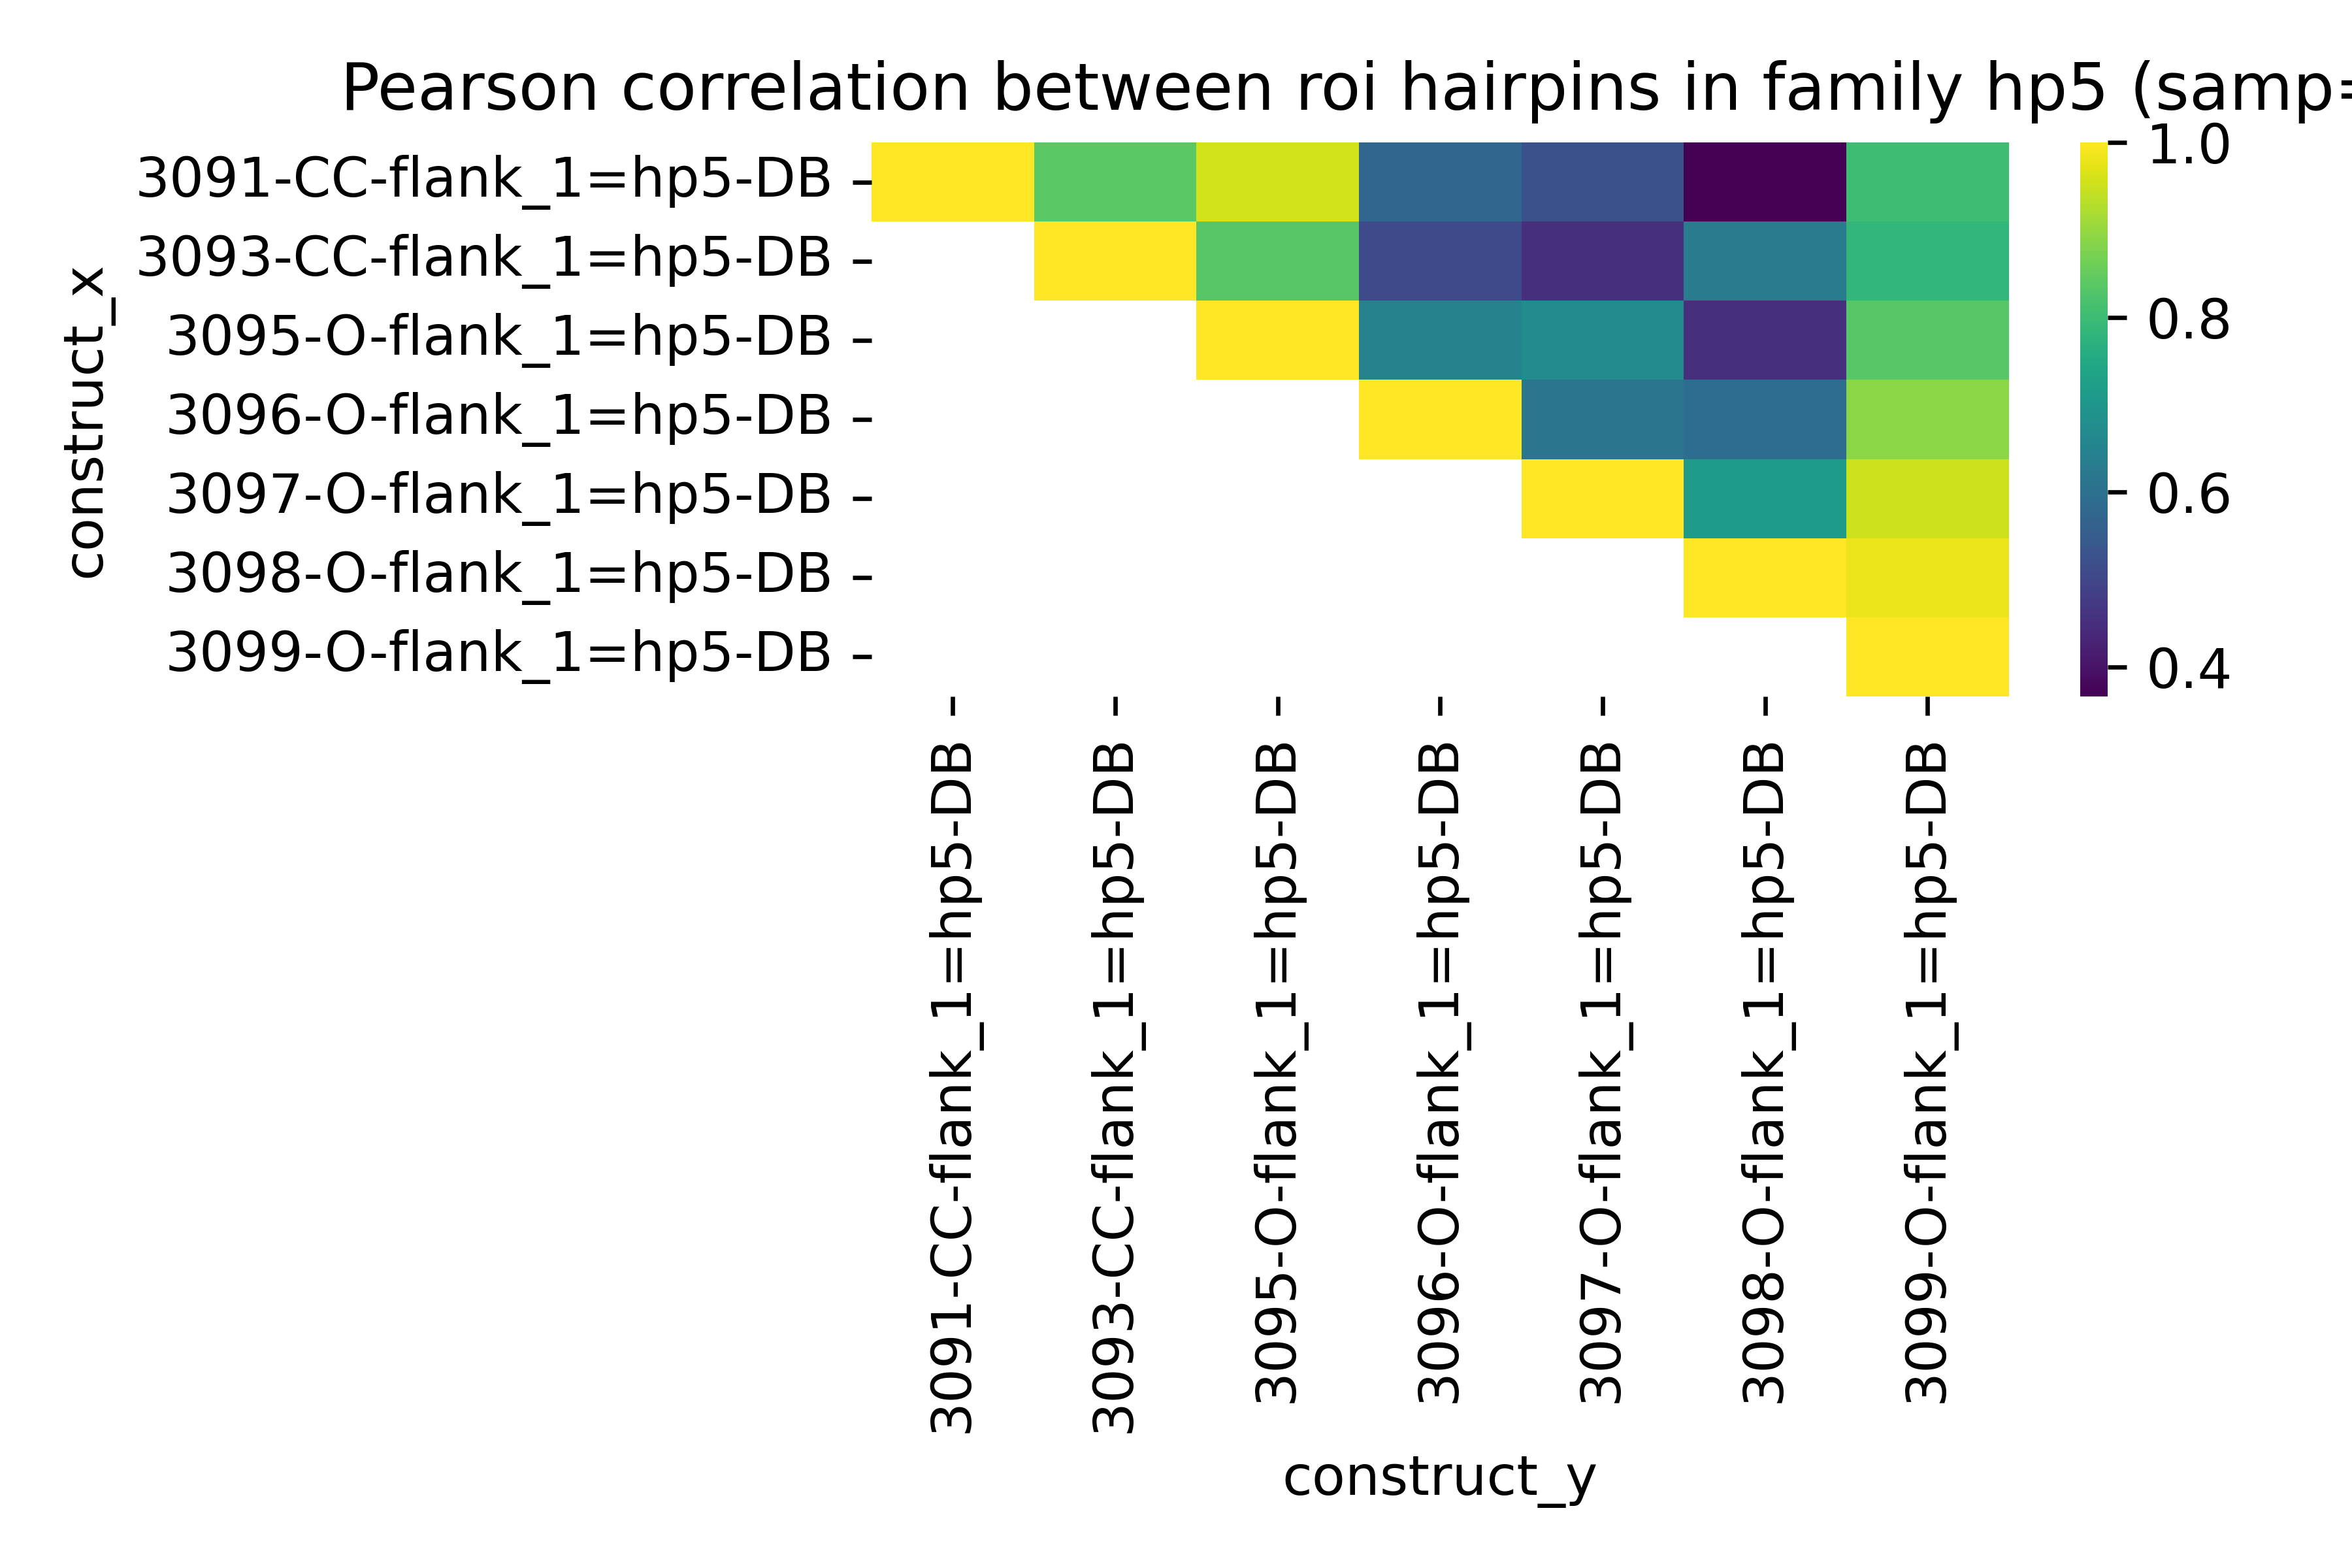 Pearson correlation between roi hairpins in family hp5 (samp=
construct_x
3091-CC-flank_1=hp5-DB
3093-CC-flank_1=hp5-DB
3095-O-flank_1=hp5-DB
3096-O-flank_1=hp5-DB
3097-O-flank_1=hp5-DB
3098-O-flank_1=hp5-DB
3099-O-flank_1=hp5-DB
1.0
0.8
0.6
0.4
3091-CC-flank_1=hp5-DB
3093-CC-flank_1=hp5-DB
3095-O-flank_1=hp5-DB
3096-O-flank_1=hp5-DB
3097-O-flank_1=hp5-DB
3098-O-flank_1=hp5-DB
3099-O-flank_1=hp5-DB
construct_y